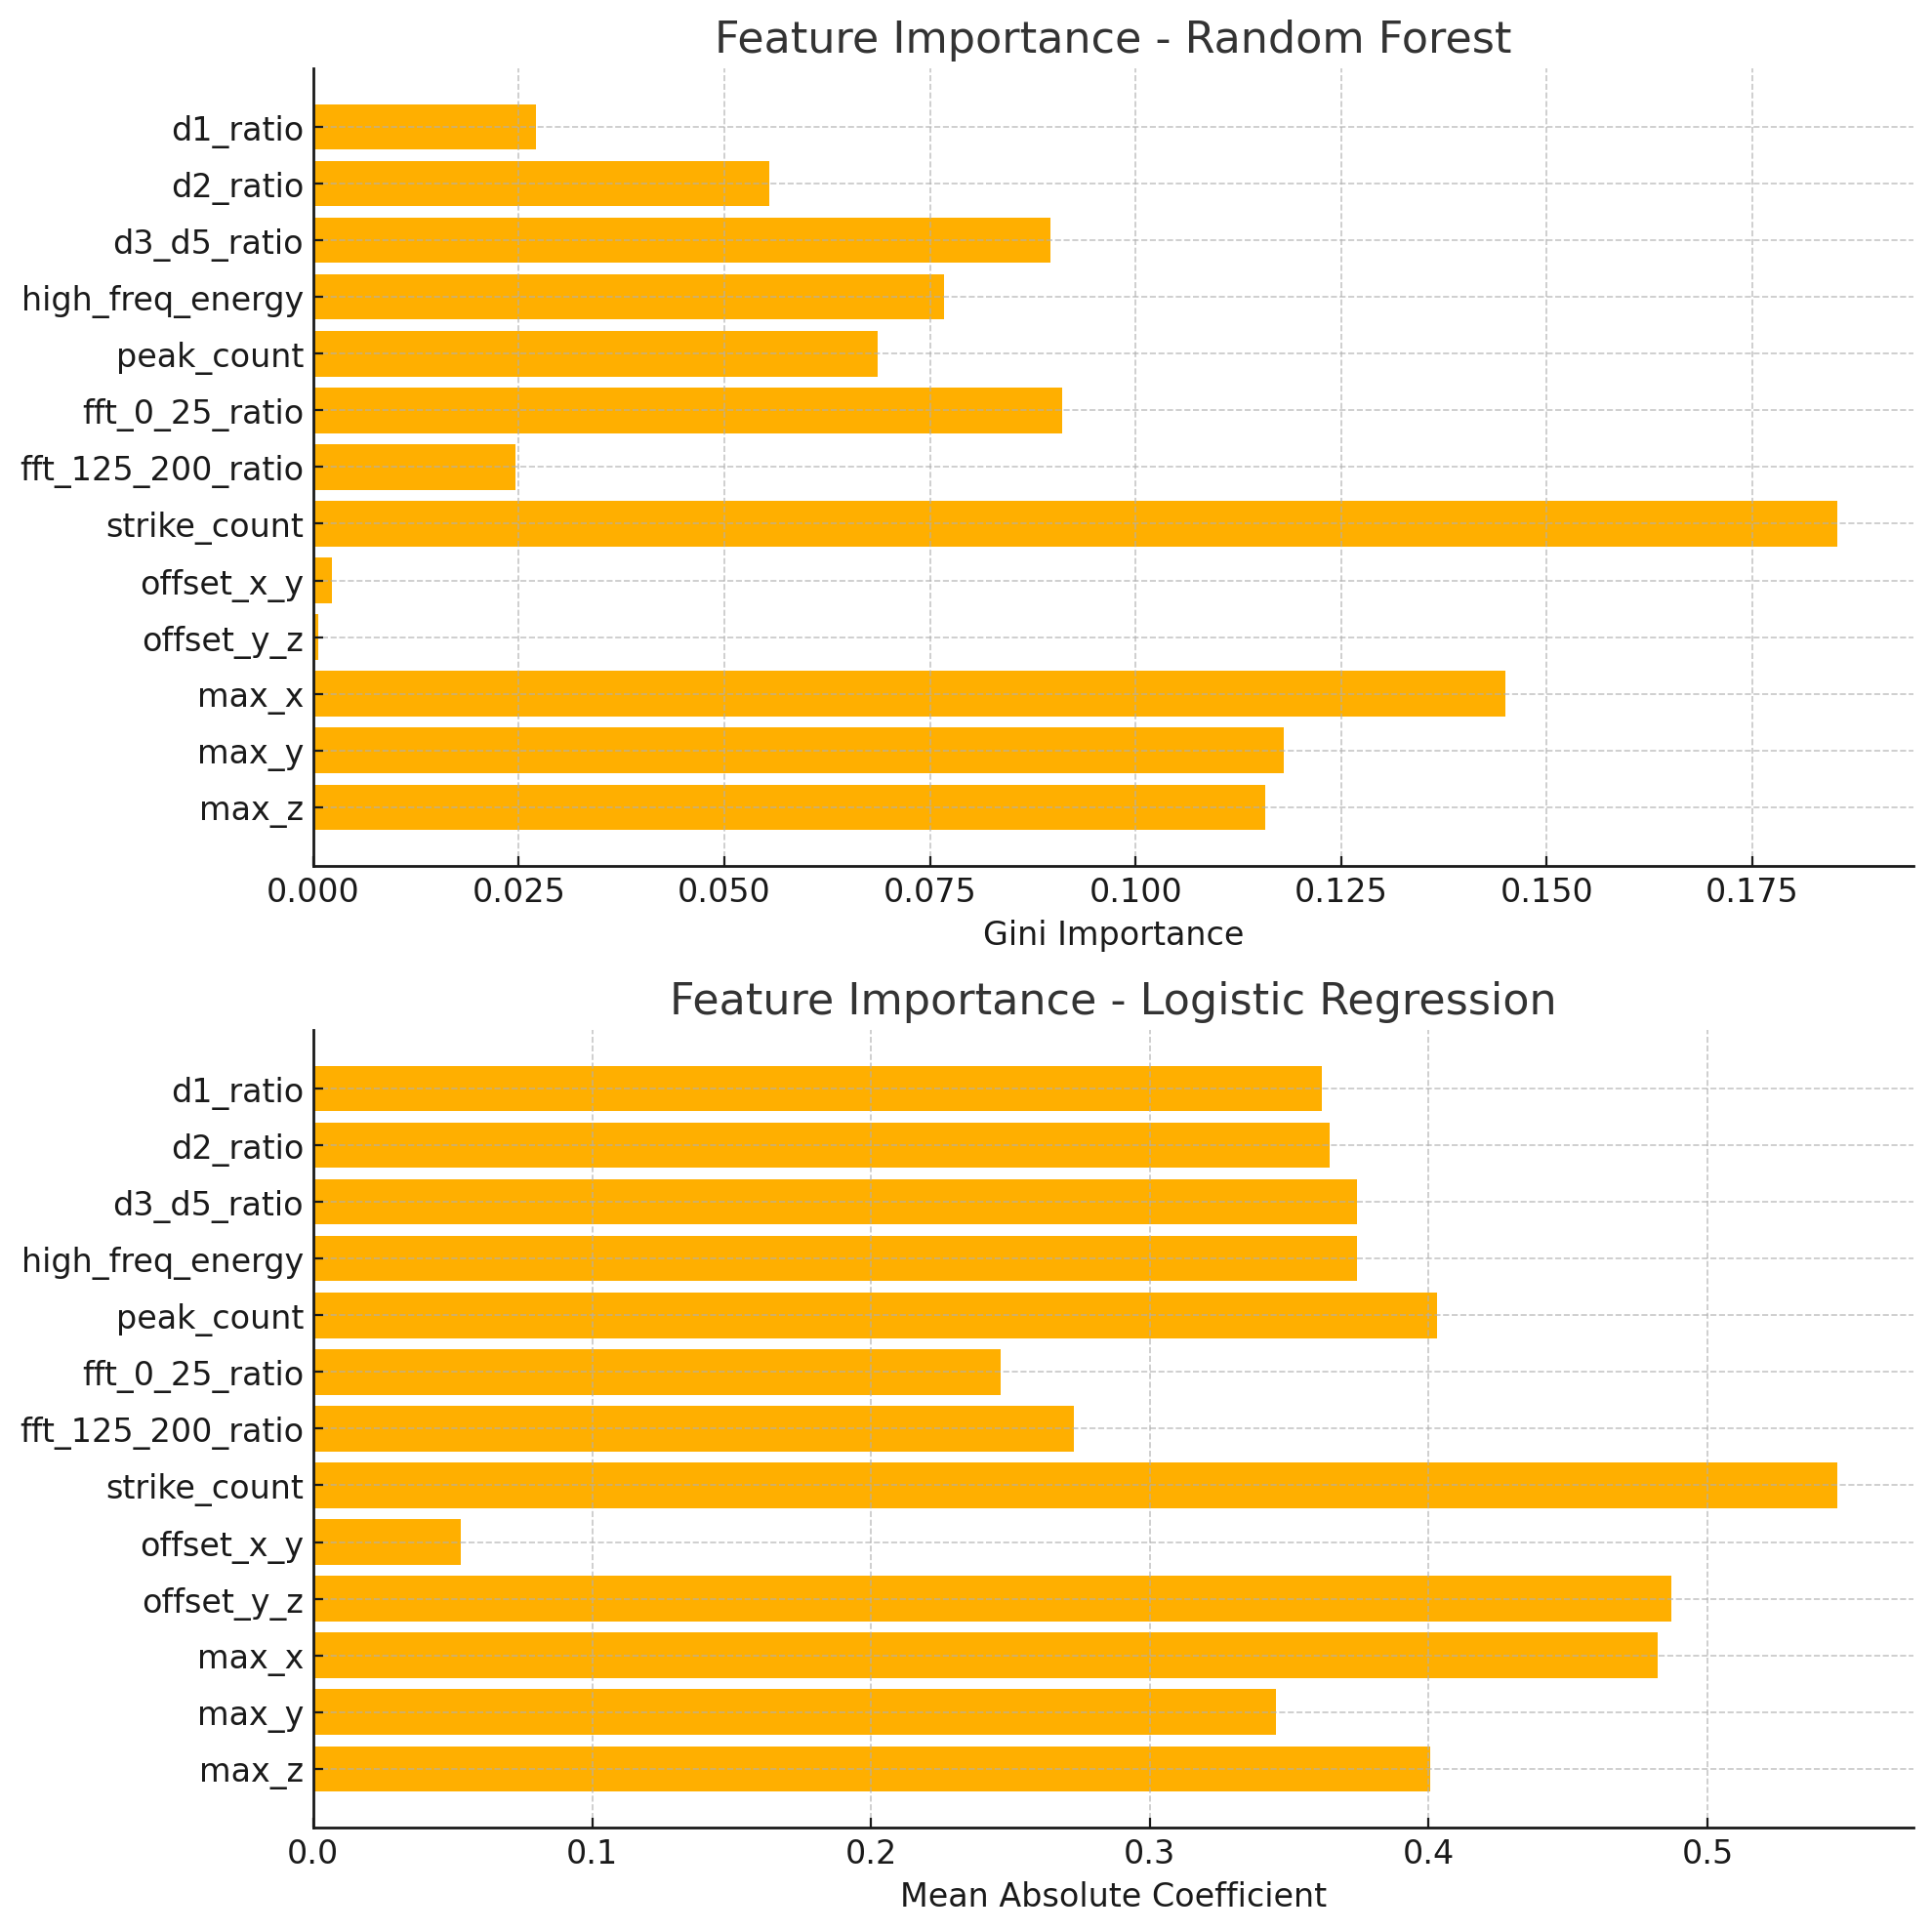 Feature Importance - Random Forest
d1_ratio
d2_ratio
d3_d5_ratio
high_freq_energy
peak_count
fft_0_25_ratio
fft_125_200_ratio
strike_count
offset_x_y
offset_y_z
max_x
max_y
max_z
0.000 0.025 0.050 0.075 0.100 0.125 0.150 0.175
Gini Importance
Feature Importance - Logistic Regression
d1_ratio
d2_ratio
d3_d5_ratio
high_freq_energy
peak_count
fft_0_25_ratio
fft_125_200_ratio
strike_count
offset_x_y
offset_y_z
max_x
max_y
max_z
0.0 0.1 0.2 0.3 0.4 0.5
Mean Absolute Coefficient